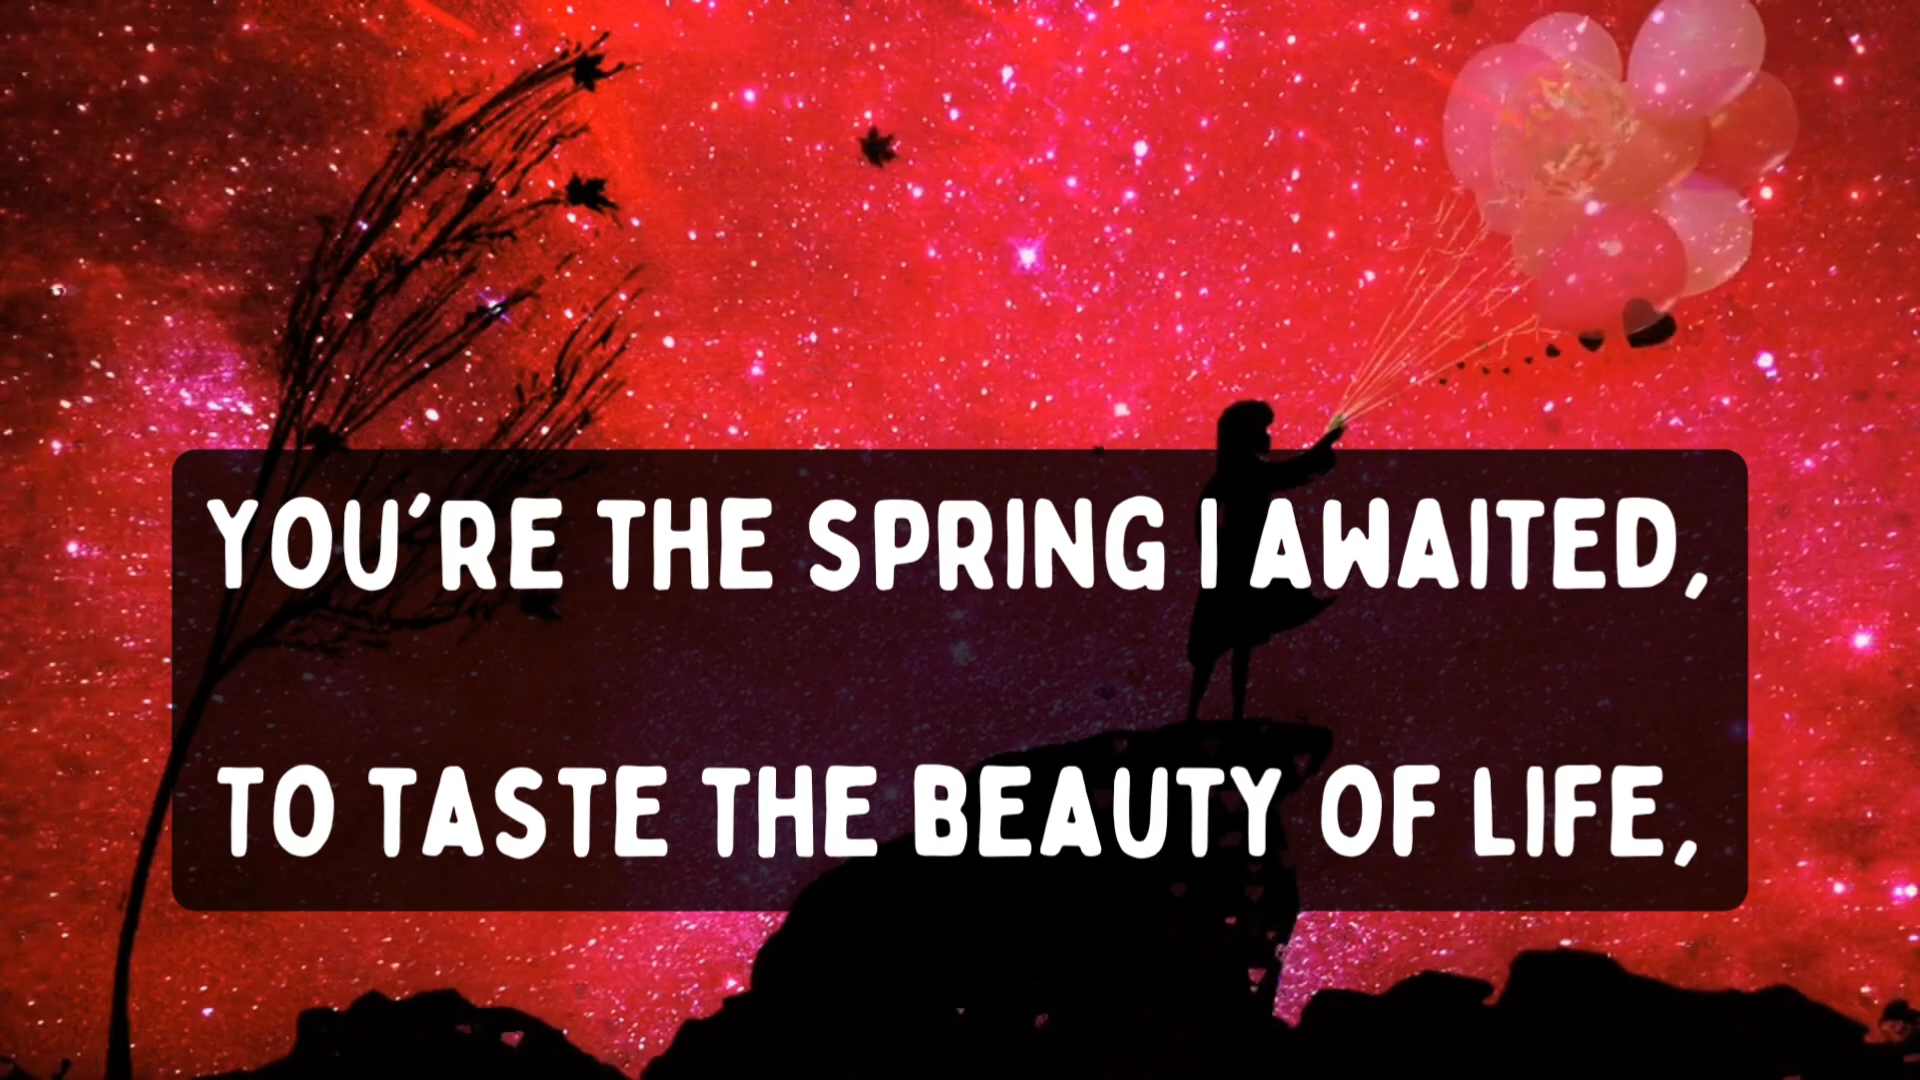 YOU'RE THE SPRING I AWAITED,
TO TASTE THE BEAUTY OF LIFE,